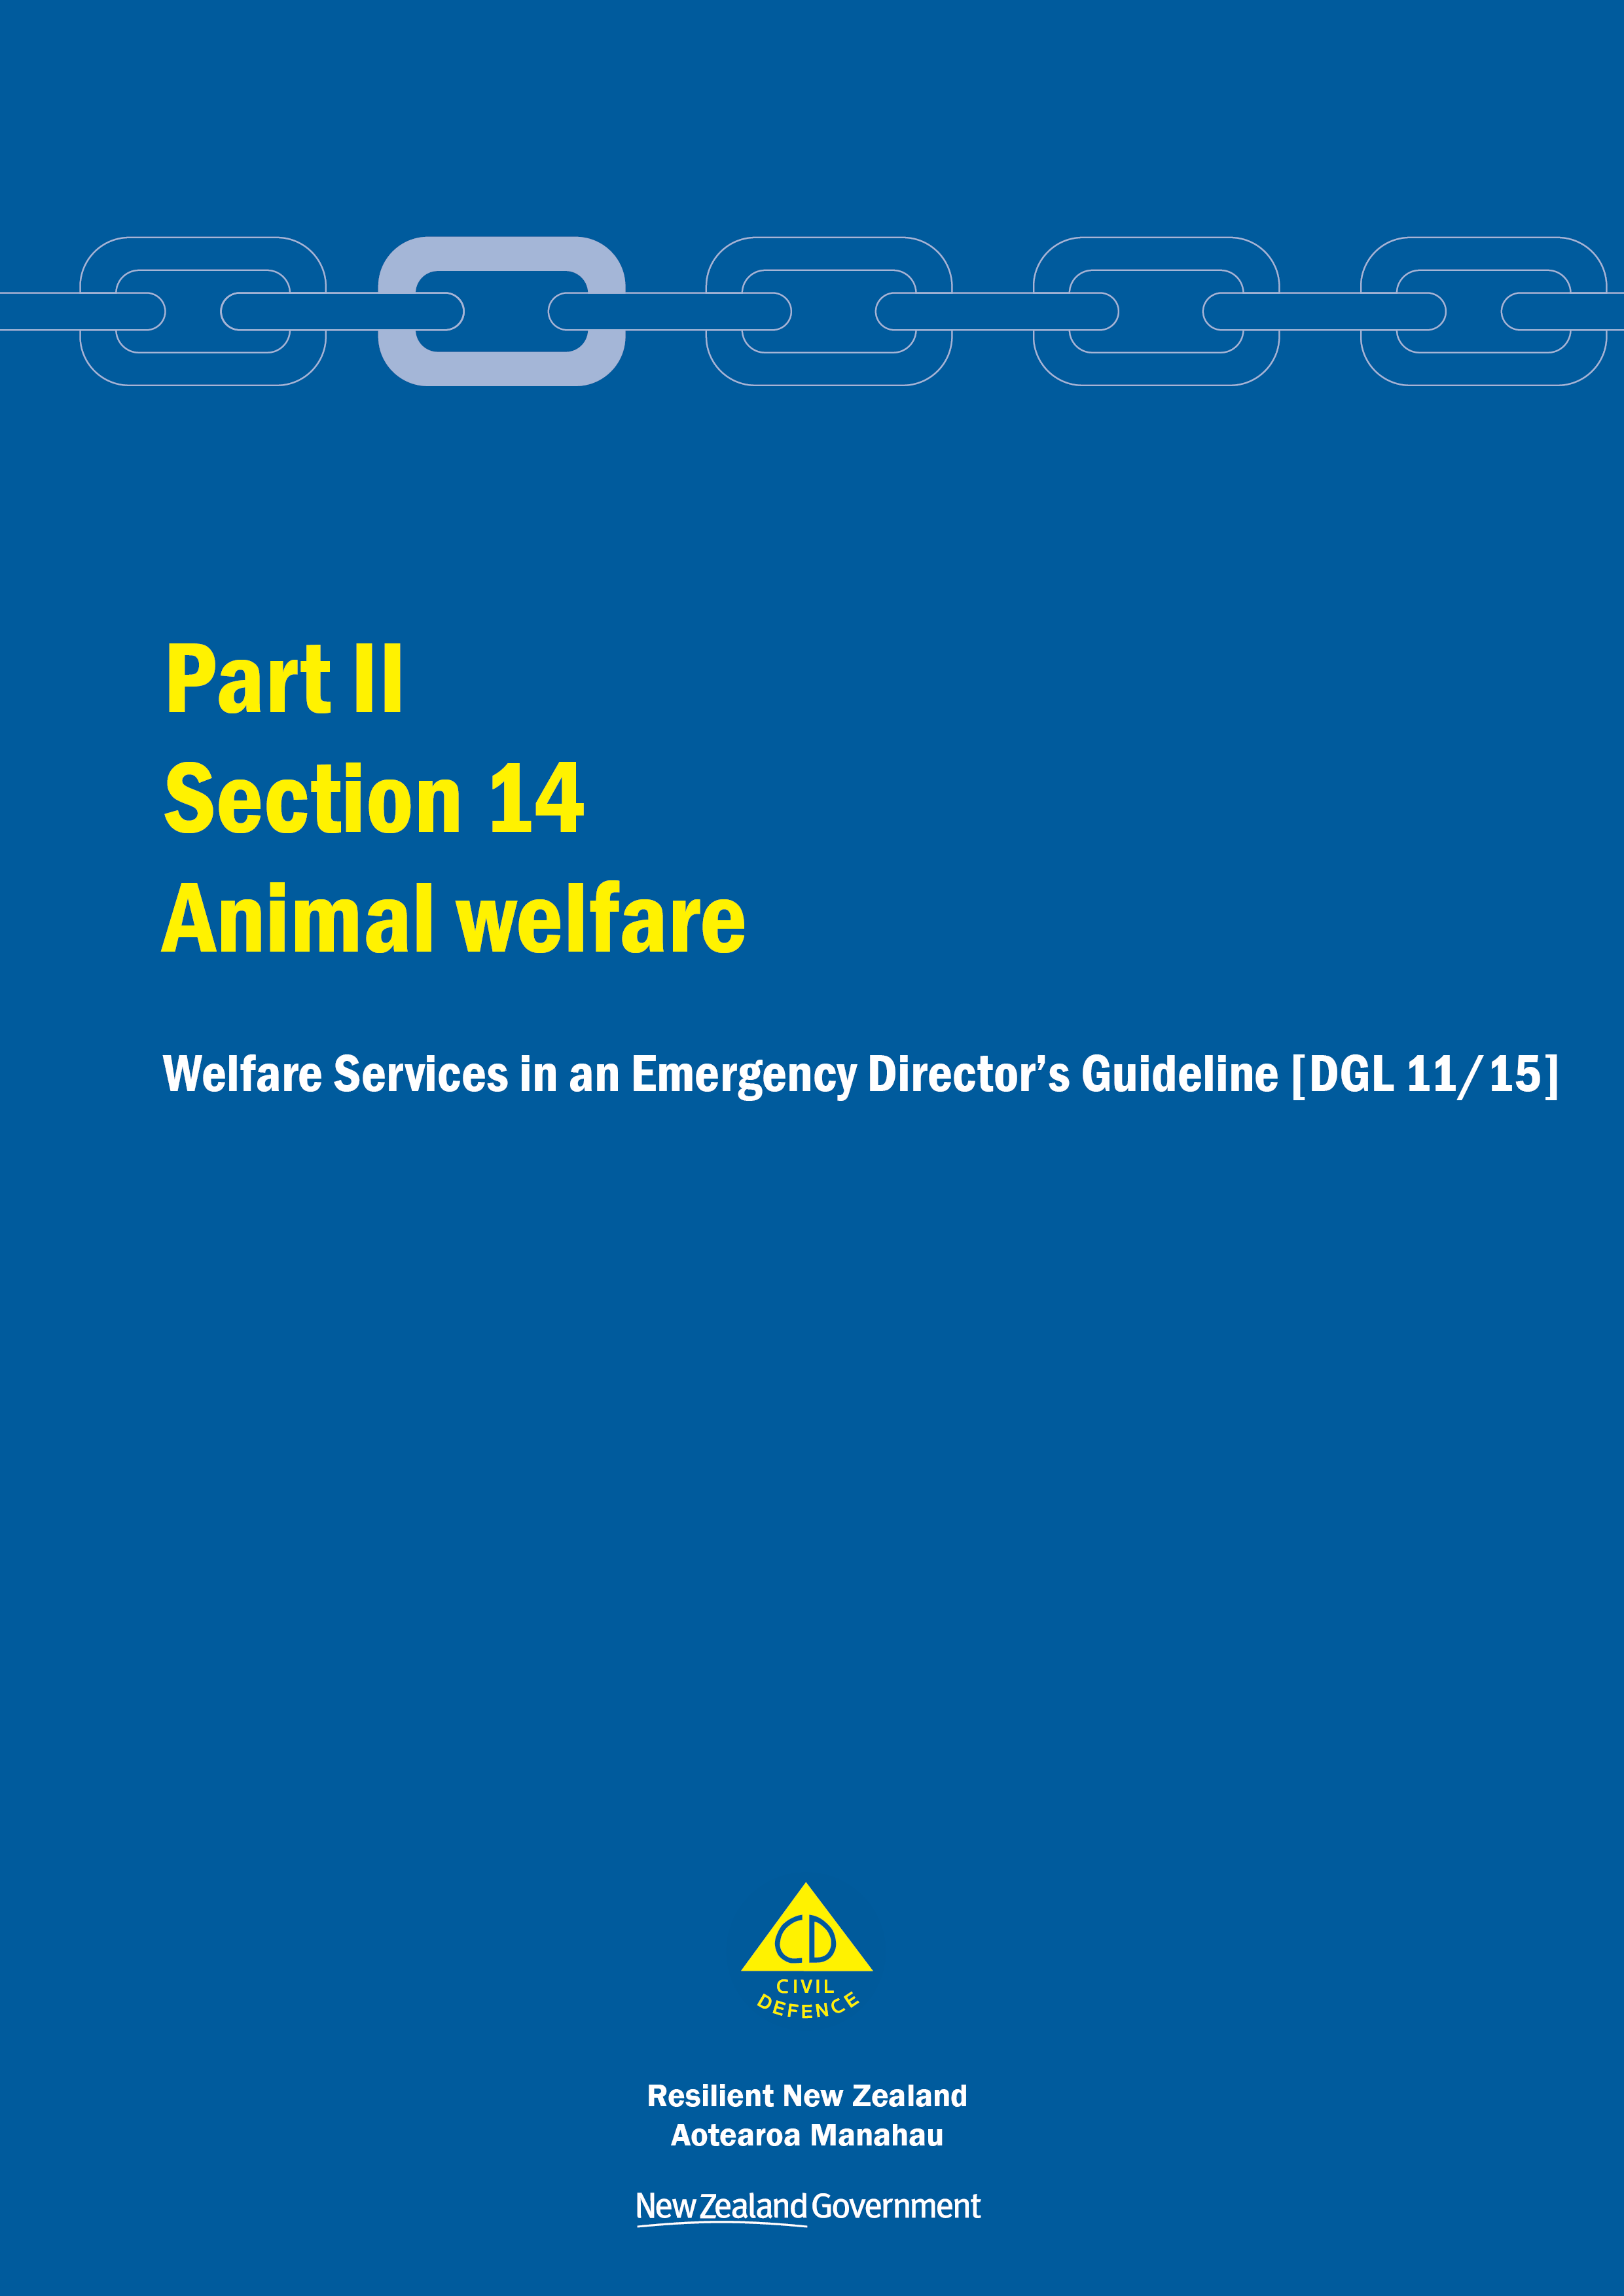 Part II
Section 14
Animal welfare
Welfare Services in an Emergency Director’s Guideline [DGL 11/15]
CD
CIVIL
DEFENCE
Resilient New Zealand
Aotearoa Manahau
New Zealand Government